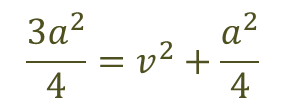 3a²/4 = v² + a²/4